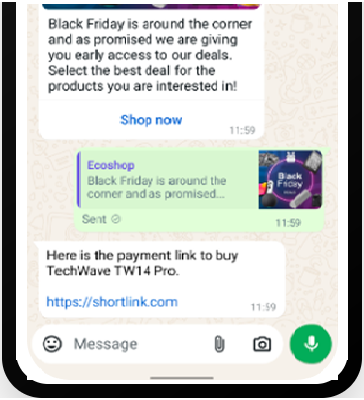 Black Friday is around the corner
and as promised we are giving
you early access to our deals.
Select the best deal for the
products you are interested in!
Shop now
11:59
Ecoshop
Black Friday is around the
corner and as promised...
Black
Friday
Sent
11:59
Here is the payment link to buy
TechWave TW14 Pro.
https://shortlink.com
11:59
Message